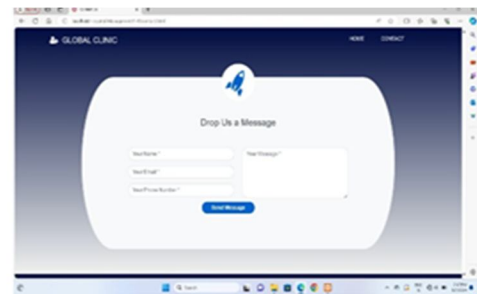 GLOBAL CLINIC
HOME CONTACT
Drop Us a Message
Your Name *
Your Message *
Your Email *
Your Phone Number *
Send Message